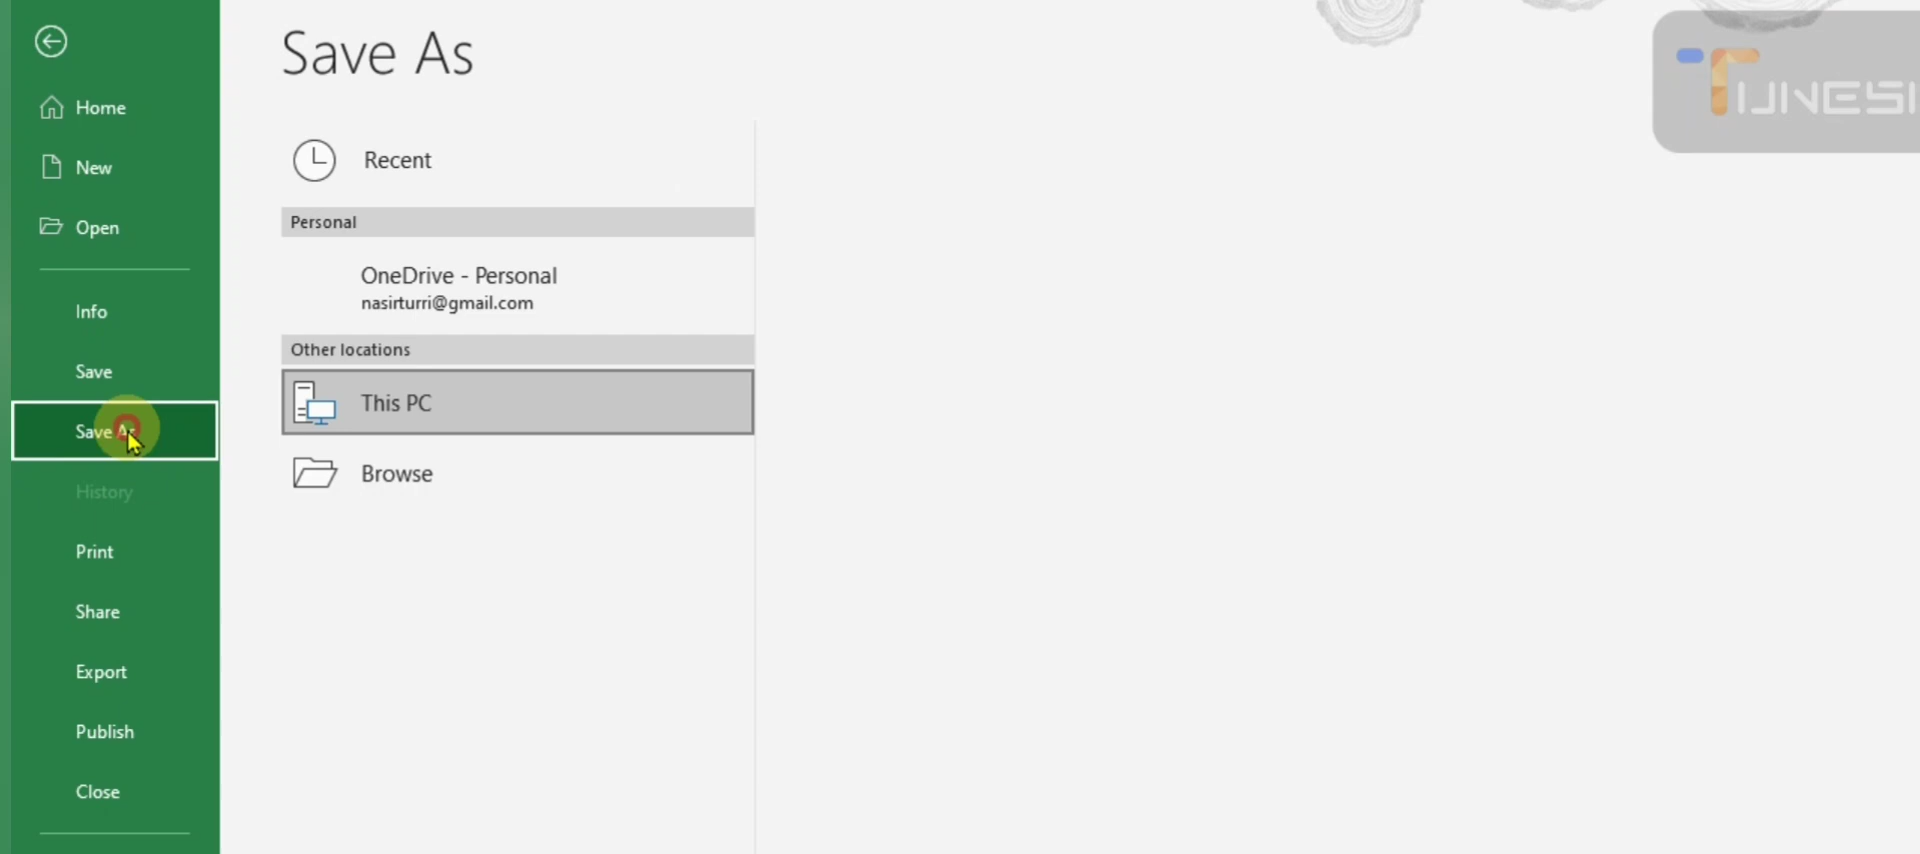 Save As
Home
New
Open
Info
Save
Save As
History
Print
Share
Export
Publish
Close
Recent
Personal
OneDrive - Personal
nasirturri@gmail.com
Other locations
This PC
Browse